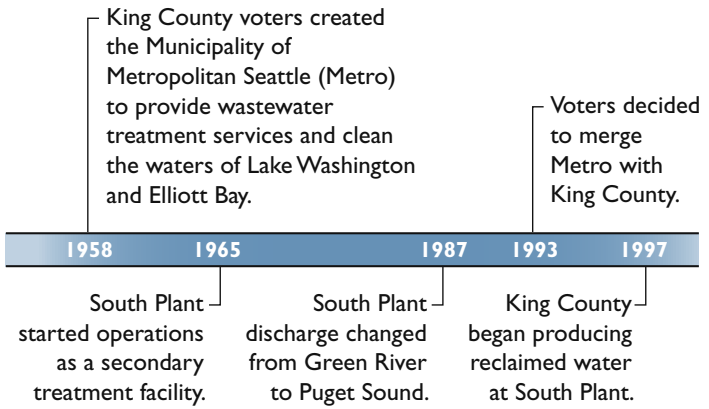 King County voters created
the Municipality of
Metropolitan Seattle (Metro)
to provide wastewater
treatment services and clean
the waters of Lake Washington
and Elliott Bay.
Voters decided
to merge
Metro with
King County.
1958 1965 1987 1993 1997
South Plant
started operations
as a secondary
treatment facility.
South Plant
discharge changed
from Green River
to Puget Sound.
King County
began producing
reclaimed water
at South Plant.